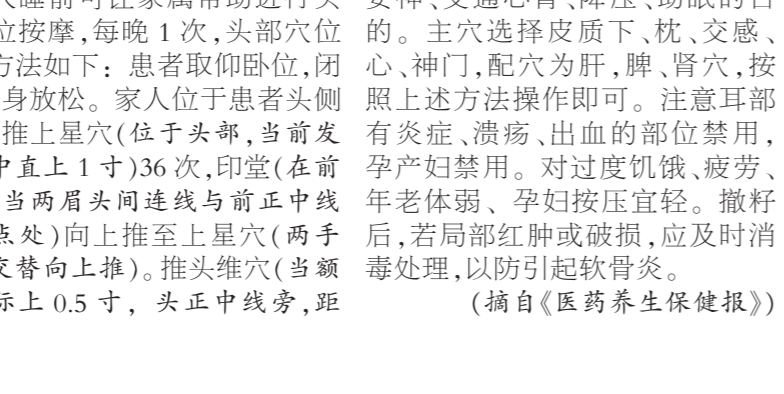 睡前可让家属帮助进行头
位按摩,每晚 1 次,头部穴位
方法如下：患者取仰卧位,闭
身放松。家人位于患者头侧
推上星穴(位于头部,当前发
中直上 1 寸)36 次,印堂(在前
当两眉头间连线与前正中线
点处)向上推至上星穴(两手
交替向上推)。推头维穴(当额
际上 0.5 寸，头正中线旁,距
安神、交通心肾、降压、助眠的目
的。主穴选择皮质下、枕、交感、
心、神门,配穴为肝,脾、肾穴,按
照上述方法操作即可。注意耳部
有炎症、溃疡、出血的部位禁用,
孕产妇禁用。对过度饥饿、疲劳、
年老体弱、孕妇按压宜轻。撤籽
后,若局部红肿或破损,应及时消
毒处理,以防引起软骨炎。
(摘自《医药养生保健报》)